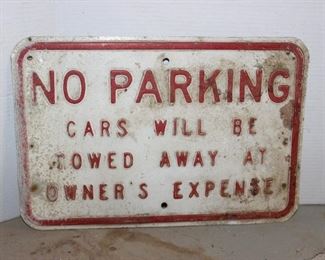 NO PARKING
CARS WILL BE
TOWED AWAY AT
OWNER'S EXPENSE